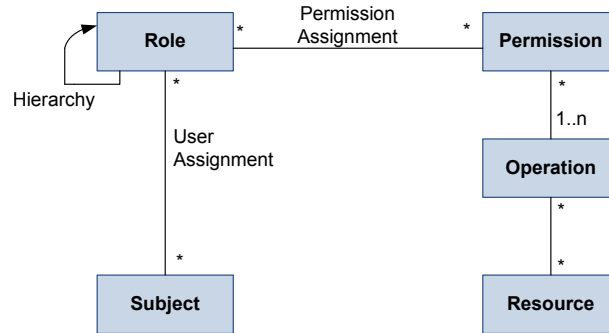 Permission
Assignment
Role
*
*
Permission
Hierarchy
*
*
User
Assignment
1..n
Operation
*
*
*
Subject
Resource